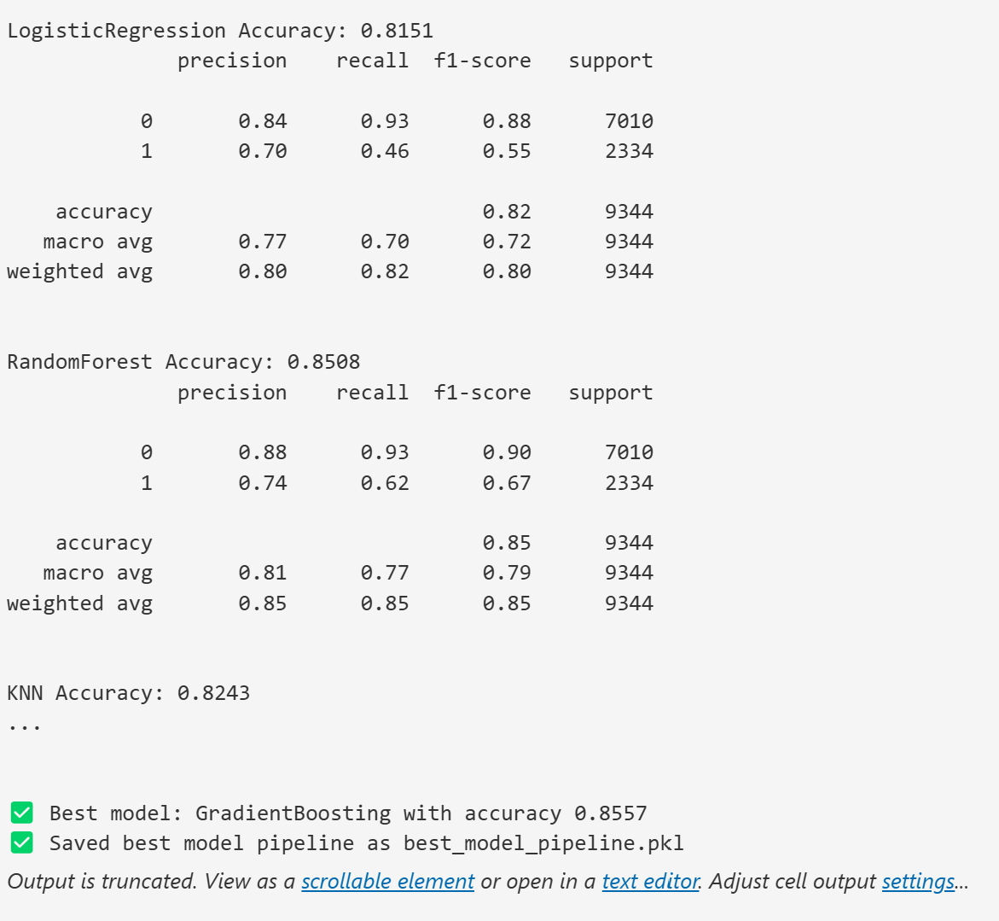 LogisticRegression Accuracy: 0.8151
              precision    recall  f1-score   support

           0       0.84      0.93      0.88      7010
           1       0.70      0.46      0.55      2334

    accuracy                           0.82      9344
   macro avg       0.77      0.70      0.72      9344
weighted avg       0.80      0.82      0.80      9344

RandomForest Accuracy: 0.8508
              precision    recall  f1-score   support

           0       0.88      0.93      0.90      7010
           1       0.74      0.62      0.67      2334

    accuracy                           0.85      9344
   macro avg       0.81      0.77      0.79      9344
weighted avg       0.85      0.85      0.85      9344

KNN Accuracy: 0.8243
...

✅ Best model: GradientBoosting with accuracy 0.8557
✅ Saved best model pipeline as best_model_pipeline.pkl
Output is truncated. View as a scrollable element or open in a text editor. Adjust cell output settings...